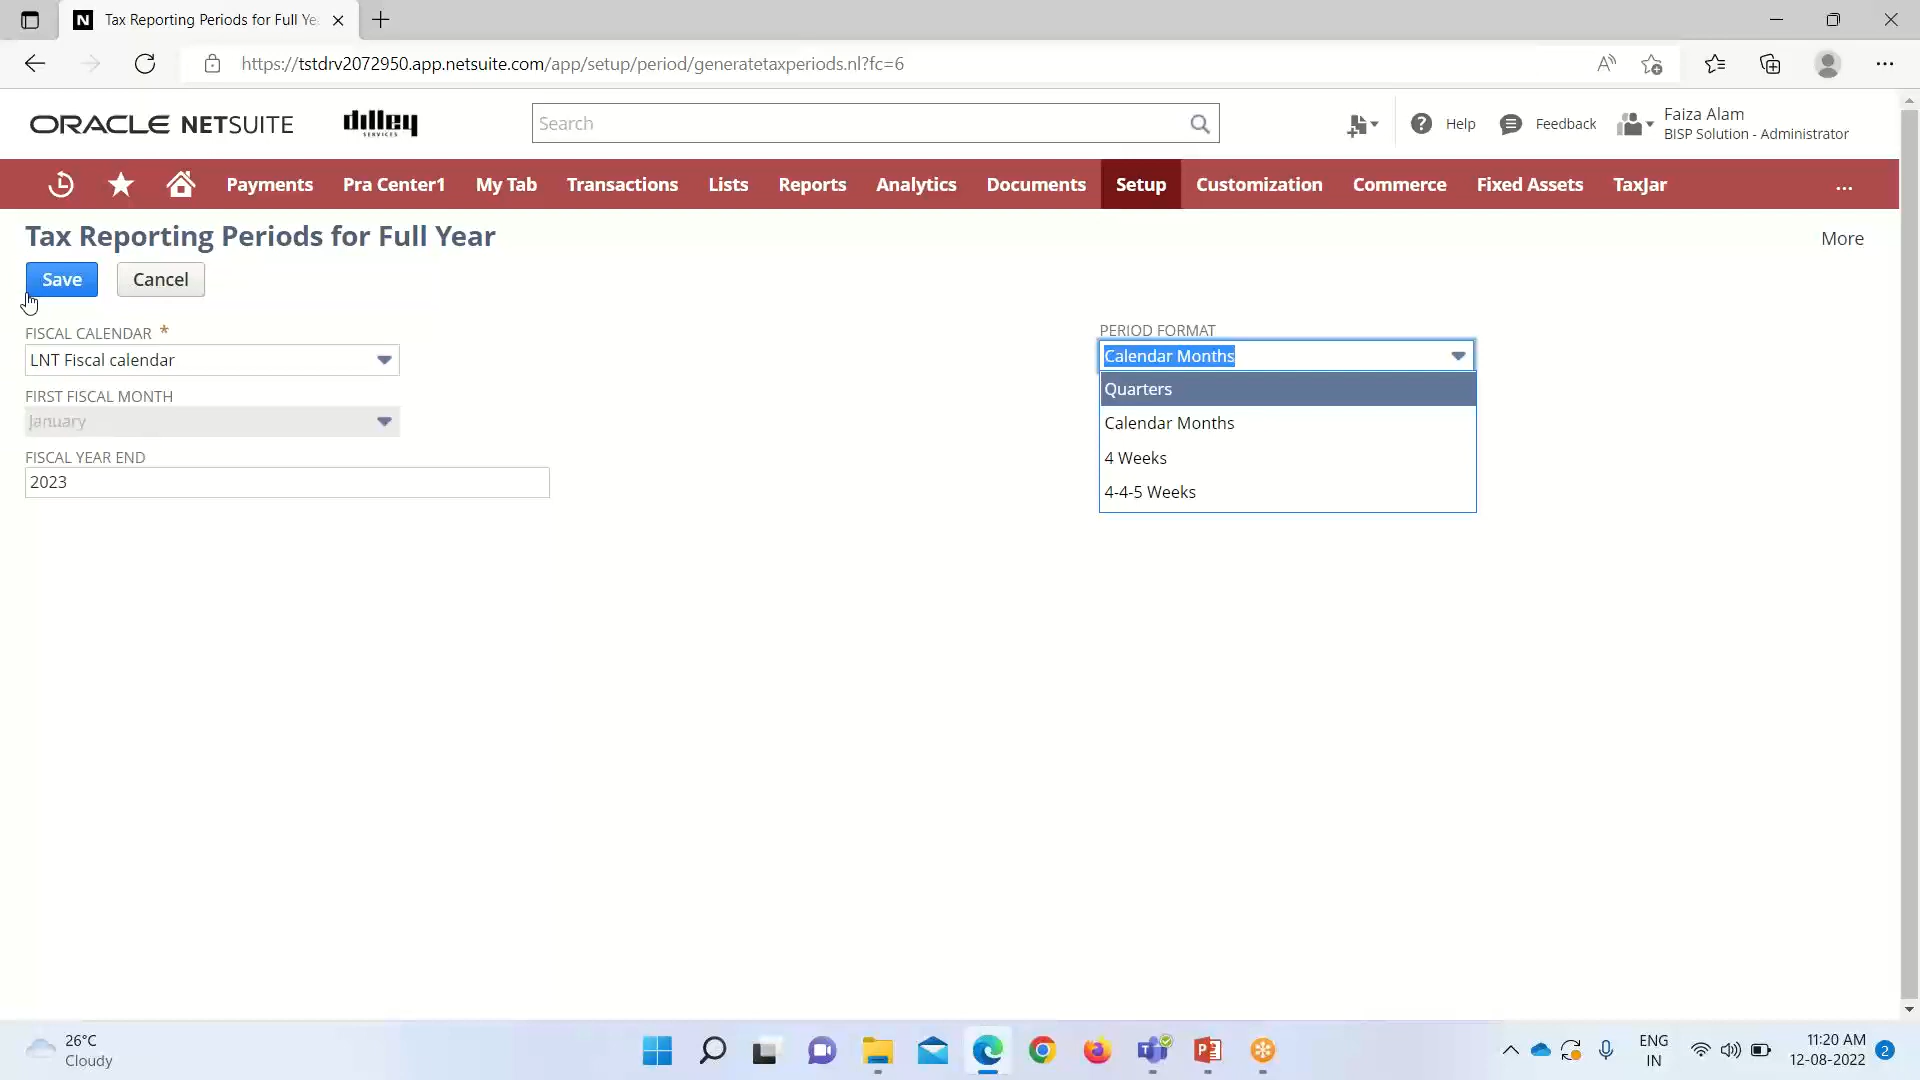 Tax Reporting Periods for Full Ye
https://tstdrv2072950.app.netsuite.com/app/setup/period/generatetaxperiods.nl?fc=6
ORACLE NETSUITE
dilley
SERVICES
Search
Help
Feedback
Faiza Alam
BISP Solution - Administrator
Payments
Pra Center1
My Tab
Transactions
Lists
Reports
Analytics
Documents
Setup
Customization
Commerce
Fixed Assets
TaxJar
...
Tax Reporting Periods for Full Year
More
Save
Cancel
FISCAL CALENDAR *
LNT Fiscal calendar
FIRST FISCAL MONTH
January
FISCAL YEAR END
2023
PERIOD FORMAT
Calendar Months
Quarters
Calendar Months
4 Weeks
4-4-5 Weeks
26°C
Cloudy
ENG
IN
11:20 AM
12-08-2022
2